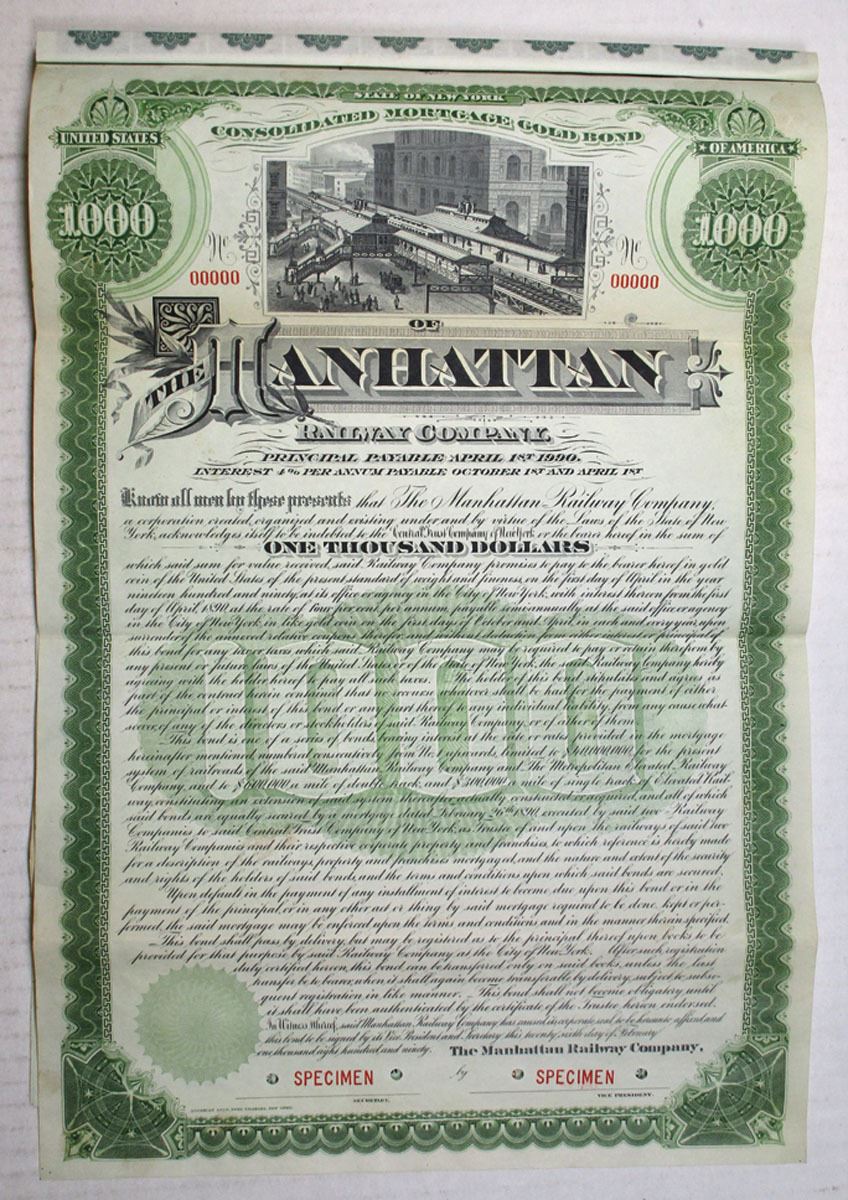 STATE OF NEW YORK
CONSOLIDATED MORTGAGE GOLD BOND
UNITED STATES
OF AMERICA
1000
1000
No
00000
No
00000
OF
THE MANHATTAN
RAILWAY COMPANY.
PRINCIPAL PAYABLE APRIL 1ST 1990.
INTEREST 4% PER ANNUM PAYABLE OCTOBER 1ST AND APRIL 1ST
Know all men by these presents that The Manhattan Railway Company,
a corporation created, organized and existing under and by virtue of the Laws of the State of New
York, acknowledges itself to be indebted to the Central Trust Company of New York or the bearer hereof in the sum of
ONE THOUSAND DOLLARS
which said sum for value received, said Railway Company promises to pay to the bearer hereof in gold
coin of the United States of the present standard of weight and fineness, on the first day of April in the year
nineteen hundred and ninety, at its office or agency in the City of New York, with interest thereon from the first
day of April, 1890, at the rate of four per cent. per annum, payable semi-annually at the said office or agency
in the City of New York, in like gold coin on the first days of October and April, in each and every year, upon
surrender of the annexed relative coupons therefor, and without deduction from either interest or principal of
this bond for any tax or taxes which said Railway Company may be required to pay or retain therefrom by
any present or future laws of the United States or of the State of New York, the said Railway Company hereby
agreeing with the holder hereof to pay all such taxes. The holder of this bond stipulates and agrees as
part of the contract herein contained that no recourse whatever shall be had for the payment of either
the principal or interest of this bond or any part thereof to any individual liability, from any cause what
soever, of any of the directors or stockholders of said Railway Company, or of either of them.
This bond is one of a series of bonds, bearing interest at the rate or rates provided in the mortgage
hereinafter mentioned, numbered consecutively from No. 1 upwards, limited to $40,000,000, for the present
system of railroads of the said Manhattan Railway Company and The Metropolitan Elevated Railway
Company, and to $600,000 a mile of double track, and $300,000 a mile of single track, of Elevated Rail-
way, constituting an extension of said system thereafter actually constructed or acquired, and all of which
said bonds are equally secured by a mortgage dated February 26th 1890, executed by said two Railway
Companies to said Central Trust Company of New York, as Trustee, of and upon the railways of said two
Railway Companies and their respective corporate property and franchises, to which reference is hereby made
for a description of the railways, property and franchises mortgaged, and the nature and extent of the security
and rights of the holders of said bonds, and the terms and conditions upon which said bonds are secured.
Upon default in the payment of any installment of interest to become due upon this bond or in the
payment of the principal, or in any other act or thing by said mortgage required to be done, kept or per-
formed, the said mortgage may be enforced upon the terms and conditions and in the manner therein specified.
This bond shall pass by delivery, but may be registered as to the principal thereof upon books to be
provided for that purpose by said Railway Company at the City of New York. After such registration
duly certified hereon, this bond can be transferred only on said books, unless the last
transfer be to bearer, when it shall again become transferable by delivery, subject to subse-
quent registration in like manner. This bond shall not become obligatory until
it shall have been authenticated by the certificate of the Trustee hereon endorsed.
In Witness Whereof, said Manhattan Railway Company has caused its corporate seal to be hereunto affixed and
this bond to be signed by its Vice President and Secretary this twenty sixth day of February
one thousand eight hundred and ninety. The Manhattan Railway Company,
SPECIMEN by SPECIMEN
SECRETARY. VICE PRESIDENT.
AMERICAN BANK NOTE COMPANY, NEW YORK.